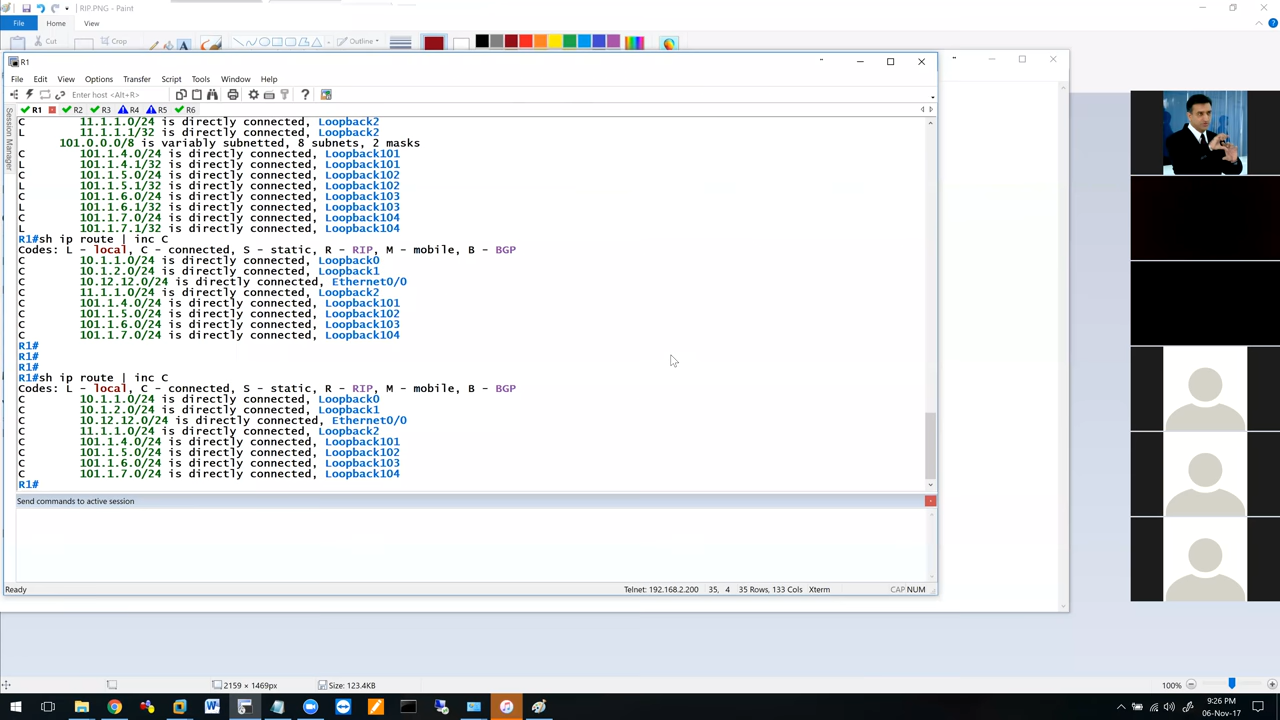 RIP.PNG - Paint
File Home View
Cut Crop Outline
R1
File Edit View Options Transfer Script Tools Window Help
Enter host <Alt+R>
R1 R2 R3 R4 R5 R6
Session Manager
C 11.1.1.0/24 is directly connected, Loopback2
L 11.1.1.1/32 is directly connected, Loopback2
101.0.0.0/8 is variably subnetted, 8 subnets, 2 masks
C 101.1.4.0/24 is directly connected, Loopback101
L 101.1.4.1/32 is directly connected, Loopback101
C 101.1.5.0/24 is directly connected, Loopback102
L 101.1.5.1/32 is directly connected, Loopback102
C 101.1.6.0/24 is directly connected, Loopback103
L 101.1.6.1/32 is directly connected, Loopback103
C 101.1.7.0/24 is directly connected, Loopback104
L 101.1.7.1/32 is directly connected, Loopback104
R1#sh ip route | inc C
Codes: L - local, C - connected, S - static, R - RIP, M - mobile, B - BGP
C 10.1.1.0/24 is directly connected, Loopback0
C 10.1.2.0/24 is directly connected, Loopback1
C 10.12.12.0/24 is directly connected, Ethernet0/0
C 11.1.1.0/24 is directly connected, Loopback2
C 101.1.4.0/24 is directly connected, Loopback101
C 101.1.5.0/24 is directly connected, Loopback102
C 101.1.6.0/24 is directly connected, Loopback103
C 101.1.7.0/24 is directly connected, Loopback104
R1#
R1#
R1#
R1#sh ip route | inc C
Codes: L - local, C - connected, S - static, R - RIP, M - mobile, B - BGP
C 10.1.1.0/24 is directly connected, Loopback0
C 10.1.2.0/24 is directly connected, Loopback1
C 10.12.12.0/24 is directly connected, Ethernet0/0
C 11.1.1.0/24 is directly connected, Loopback2
C 101.1.4.0/24 is directly connected, Loopback101
C 101.1.5.0/24 is directly connected, Loopback102
C 101.1.6.0/24 is directly connected, Loopback103
C 101.1.7.0/24 is directly connected, Loopback104
R1#
Send commands to active session
Ready Telnet: 192.168.2.200 35, 4 35 Rows, 133 Cols Xterm CAP NUM
2159 × 1469px Size: 123.4KB 100%
9:26 PM
06-Nov-17